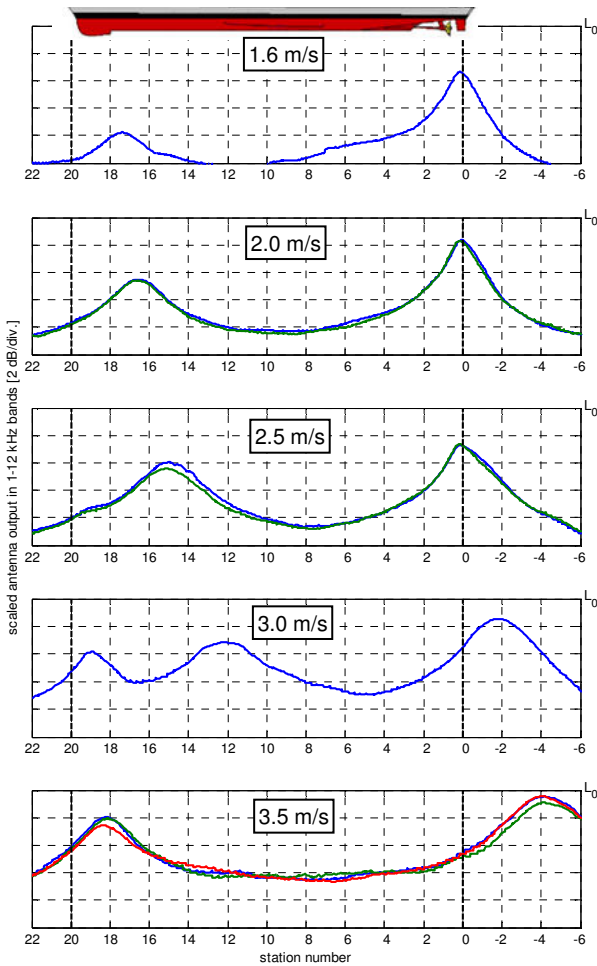 L0
1.6 m/s
22 20 18 16 14 12 10 8 6 4 2 0 -2 -4 -6
L0
2.0 m/s
22 20 18 16 14 12 10 8 6 4 2 0 -2 -4 -6
scaled antenna output in 1-12 kHz bands [2 dB/div.]
L0
2.5 m/s
22 20 18 16 14 12 10 8 6 4 2 0 -2 -4 -6
L0
3.0 m/s
22 20 18 16 14 12 10 8 6 4 2 0 -2 -4 -6
L0
3.5 m/s
22 20 18 16 14 12 10 8 6 4 2 0 -2 -4 -6
station number